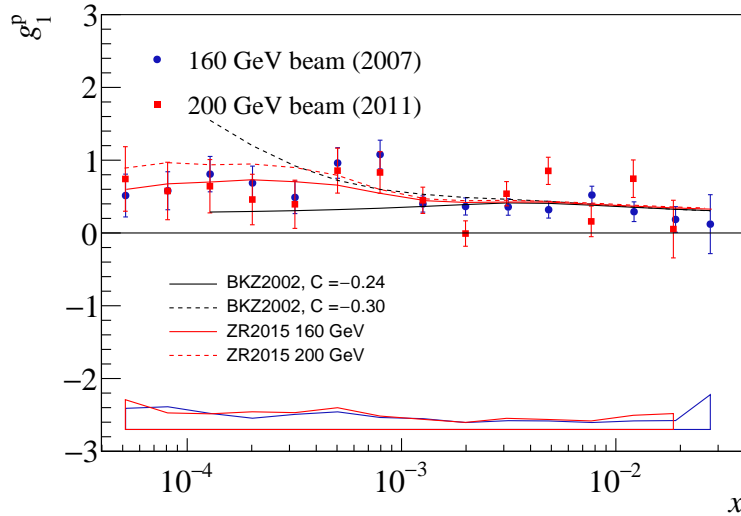 g₁ᵖ
3
160 GeV beam (2007)
2
200 GeV beam (2011)
1
0
BKZ2002, C =−0.24
−1
BKZ2002, C =−0.30
ZR2015 160 GeV
ZR2015 200 GeV
−2
−3
10⁻⁴ 10⁻³ 10⁻²
x